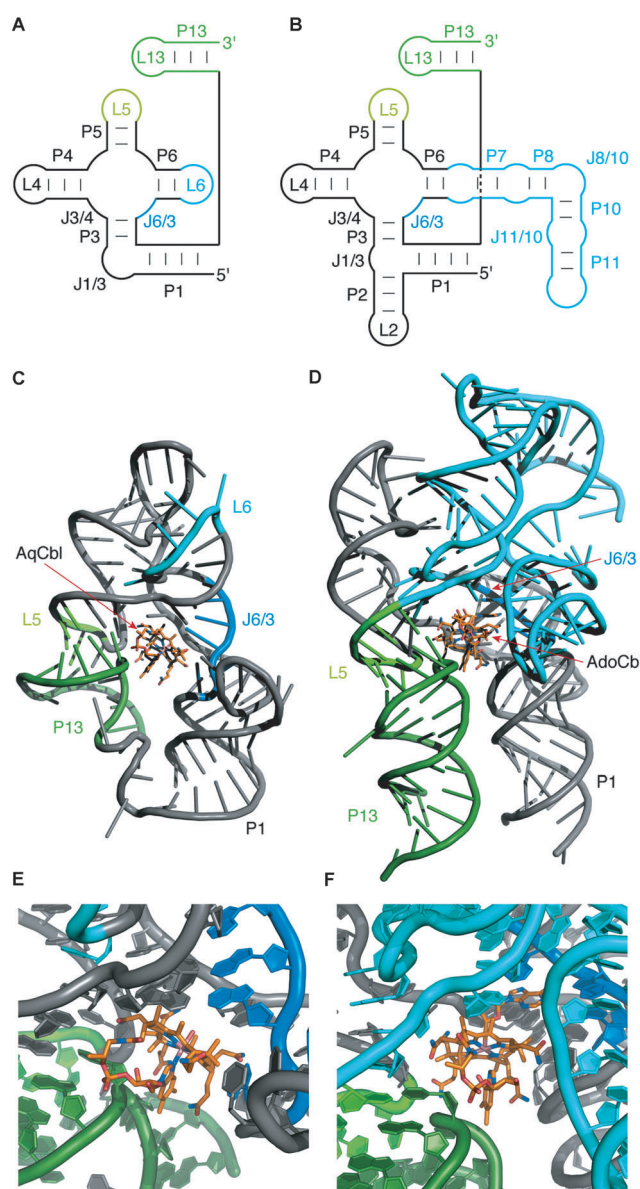 A
P13
3'
L13
L5
P5
P4
P6
L4
L6
J3/4
J6/3
P3
J1/3
P1
5'
B
P13
3'
L13
L5
P5
P4
P6
P7
P8
J8/10
L4
J3/4
J6/3
P10
P3
J11/10
J1/3
5'
P2
P1
P11
L2
C
L6
AqCbl
J6/3
L5
P13
P1
D
J6/3
L5
AdoCb
P1
P13
E
F